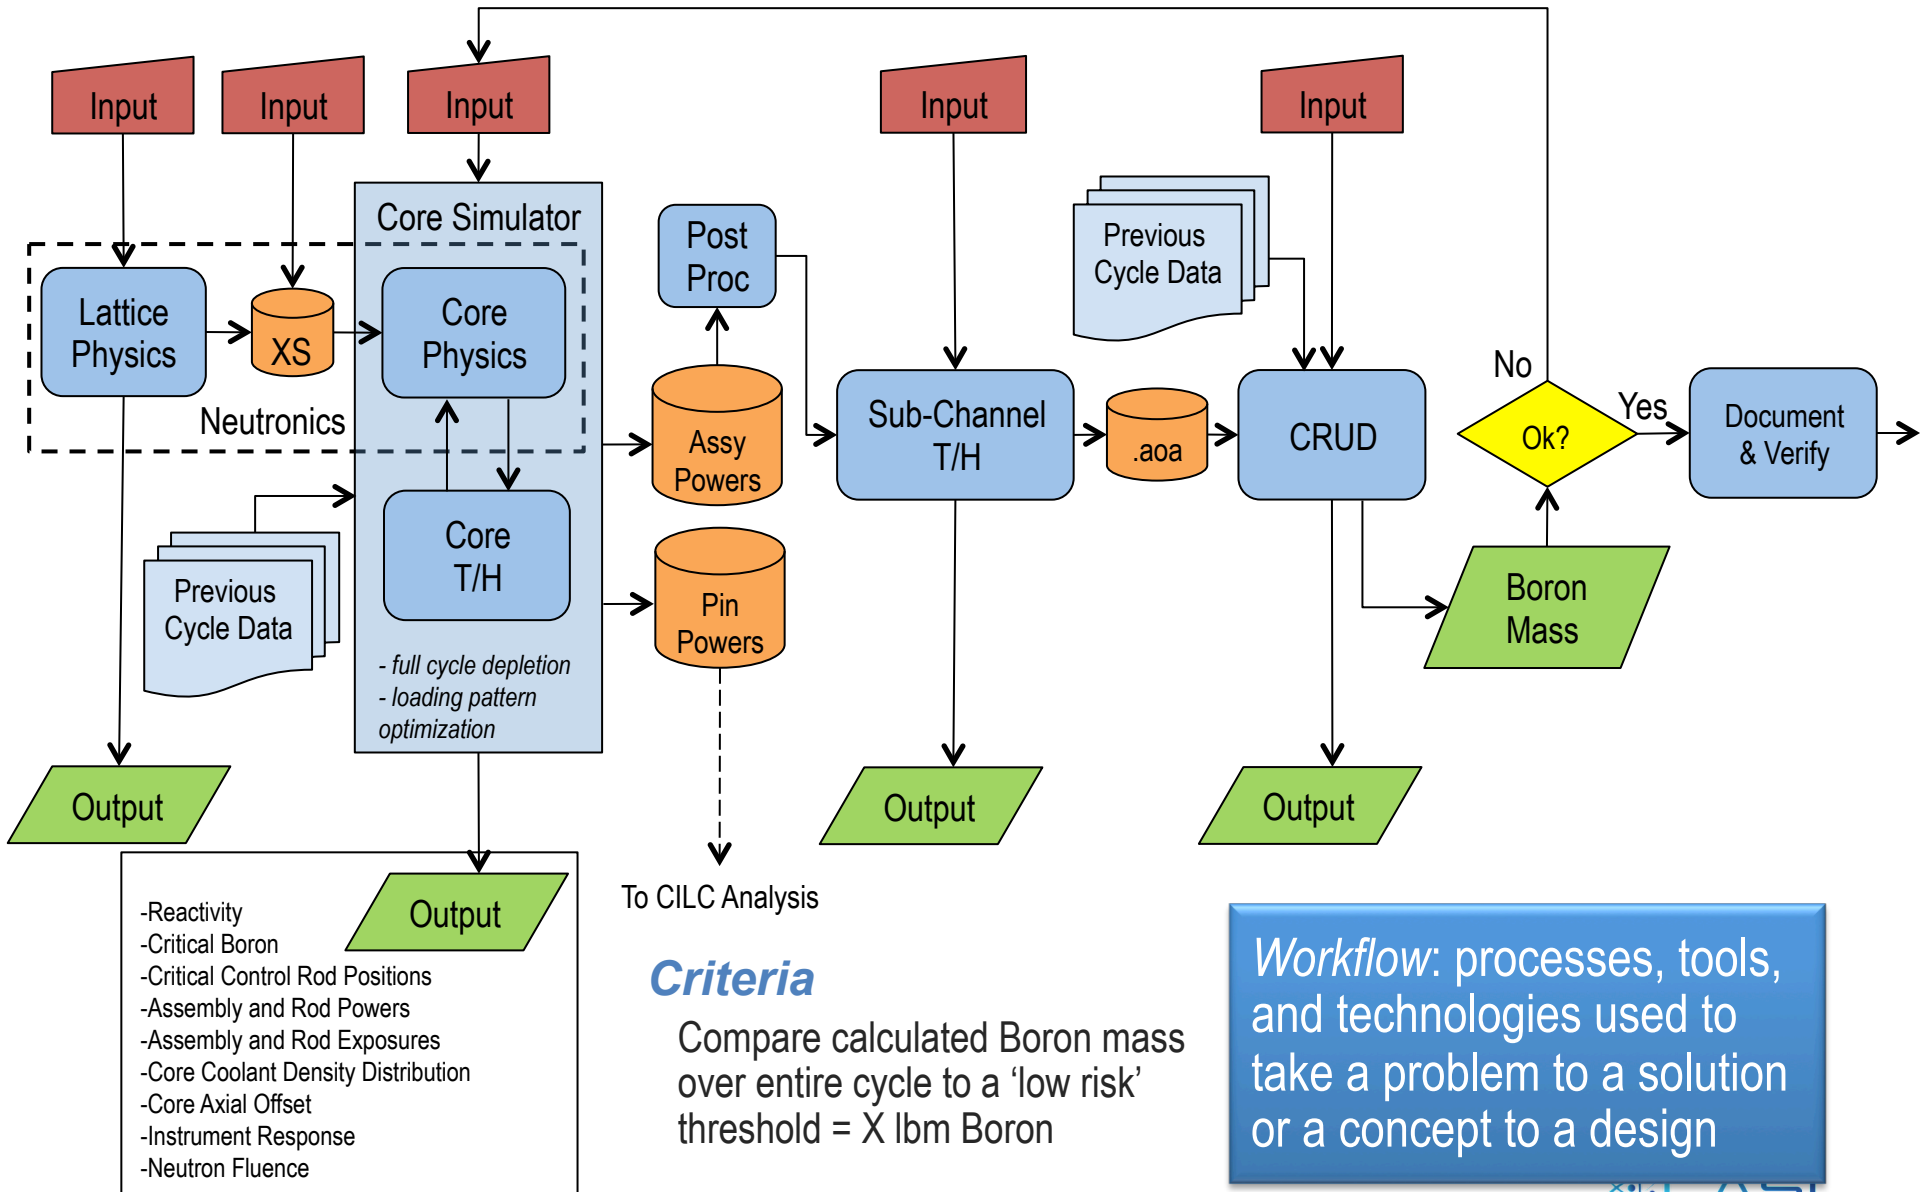 Input
Input
Input
Input
Input
Core Simulator
Lattice
Physics
XS
Core
Physics
Neutronics
Core
T/H
Previous
Cycle Data
- full cycle depletion
- loading pattern
optimization
Post
Proc
Assy
Powers
Pin
Powers
To CILC Analysis
Sub-Channel
T/H
.aoa
Previous
Cycle Data
CRUD
No
Ok?
Yes
Document
& Verify
Boron
Mass
Output
Output
Output
Output
-Reactivity
-Critical Boron
-Critical Control Rod Positions
-Assembly and Rod Powers
-Assembly and Rod Exposures
-Core Coolant Density Distribution
-Core Axial Offset
-Instrument Response
-Neutron Fluence
Criteria
Compare calculated Boron mass
over entire cycle to a ‘low risk’
threshold = X lbm Boron
Workflow: processes, tools,
and technologies used to
take a problem to a solution
or a concept to a design